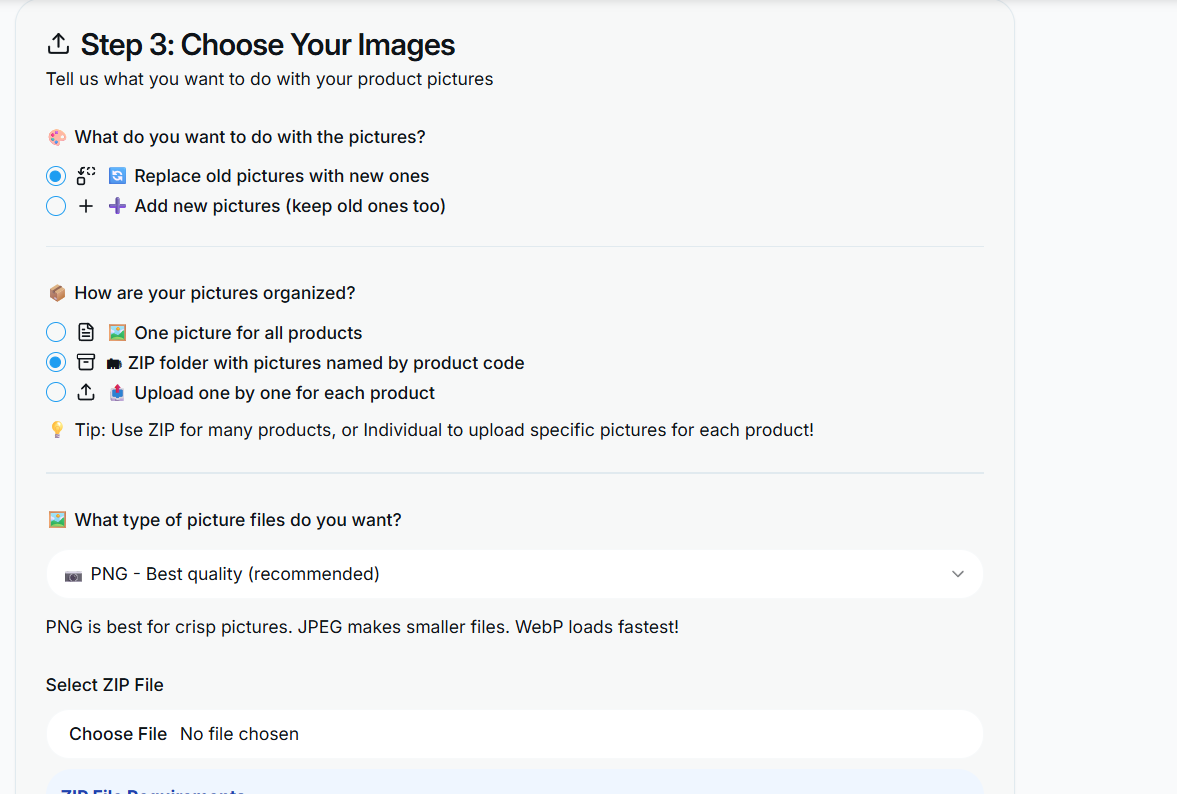 Step 3: Choose Your Images
Tell us what you want to do with your product pictures
What do you want to do with the pictures?
Replace old pictures with new ones
Add new pictures (keep old ones too)
How are your pictures organized?
One picture for all products
ZIP folder with pictures named by product code
Upload one by one for each product
Tip: Use ZIP for many products, or Individual to upload specific pictures for each product!
What type of picture files do you want?
PNG - Best quality (recommended)
PNG is best for crisp pictures. JPEG makes smaller files. WebP loads fastest!
Select ZIP File
Choose File No file chosen
ZIP File Requirements